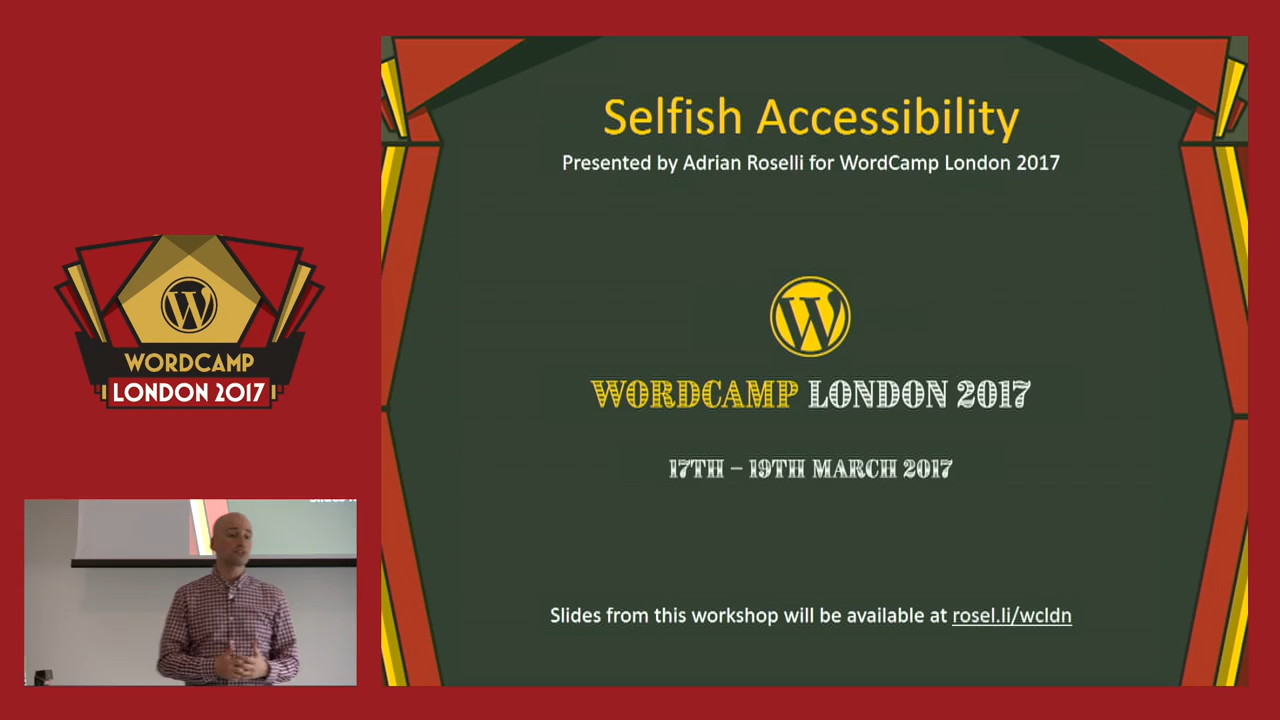 WORDCAMP
LONDON 2017
Selfish Accessibility
Presented by Adrian Roselli for WordCamp London 2017
WORDCAMP LONDON 2017
17TH – 19TH MARCH 2017
Slides from this workshop will be available at rosel.li/wcldn